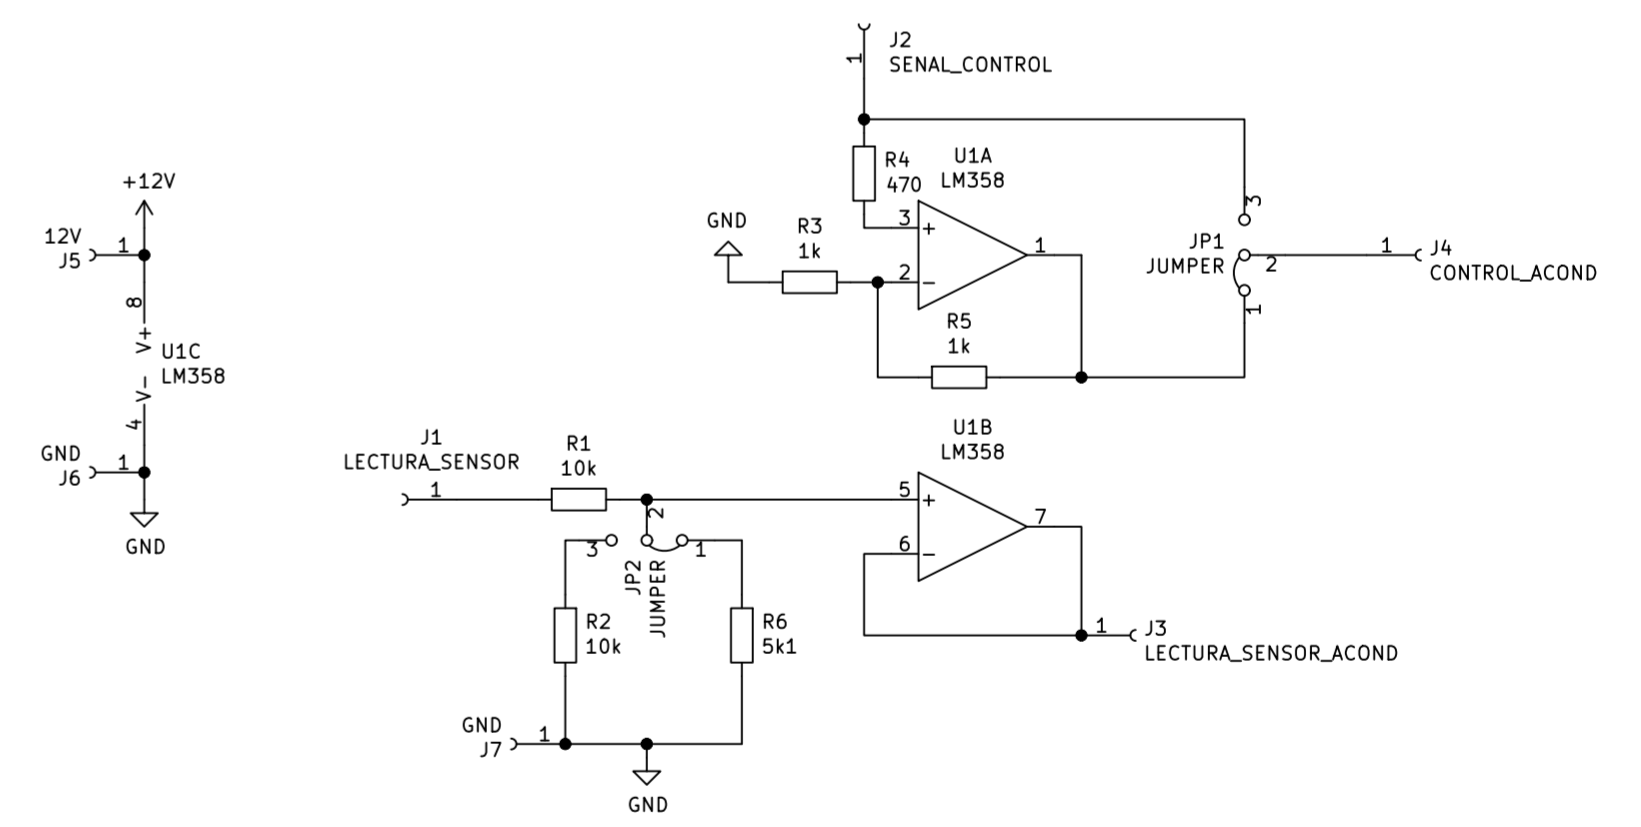 +12V
12V
J5
1
8
V+
U1C
LM358
V-
4
GND
J6
1
GND
J2
SENAL_CONTROL
1
R4
470
U1A
LM358
GND
R3
1k
3
+
2
-
1
R5
1k
3
JP1
JUMPER
2
1
1
J4
CONTROL_ACOND
J1
LECTURA_SENSOR
1
R1
10k
2
3
1
JP2
JUMPER
R2
10k
R6
5k1
GND
J7
1
GND
U1B
LM358
5
+
6
-
7
1
J3
LECTURA_SENSOR_ACOND